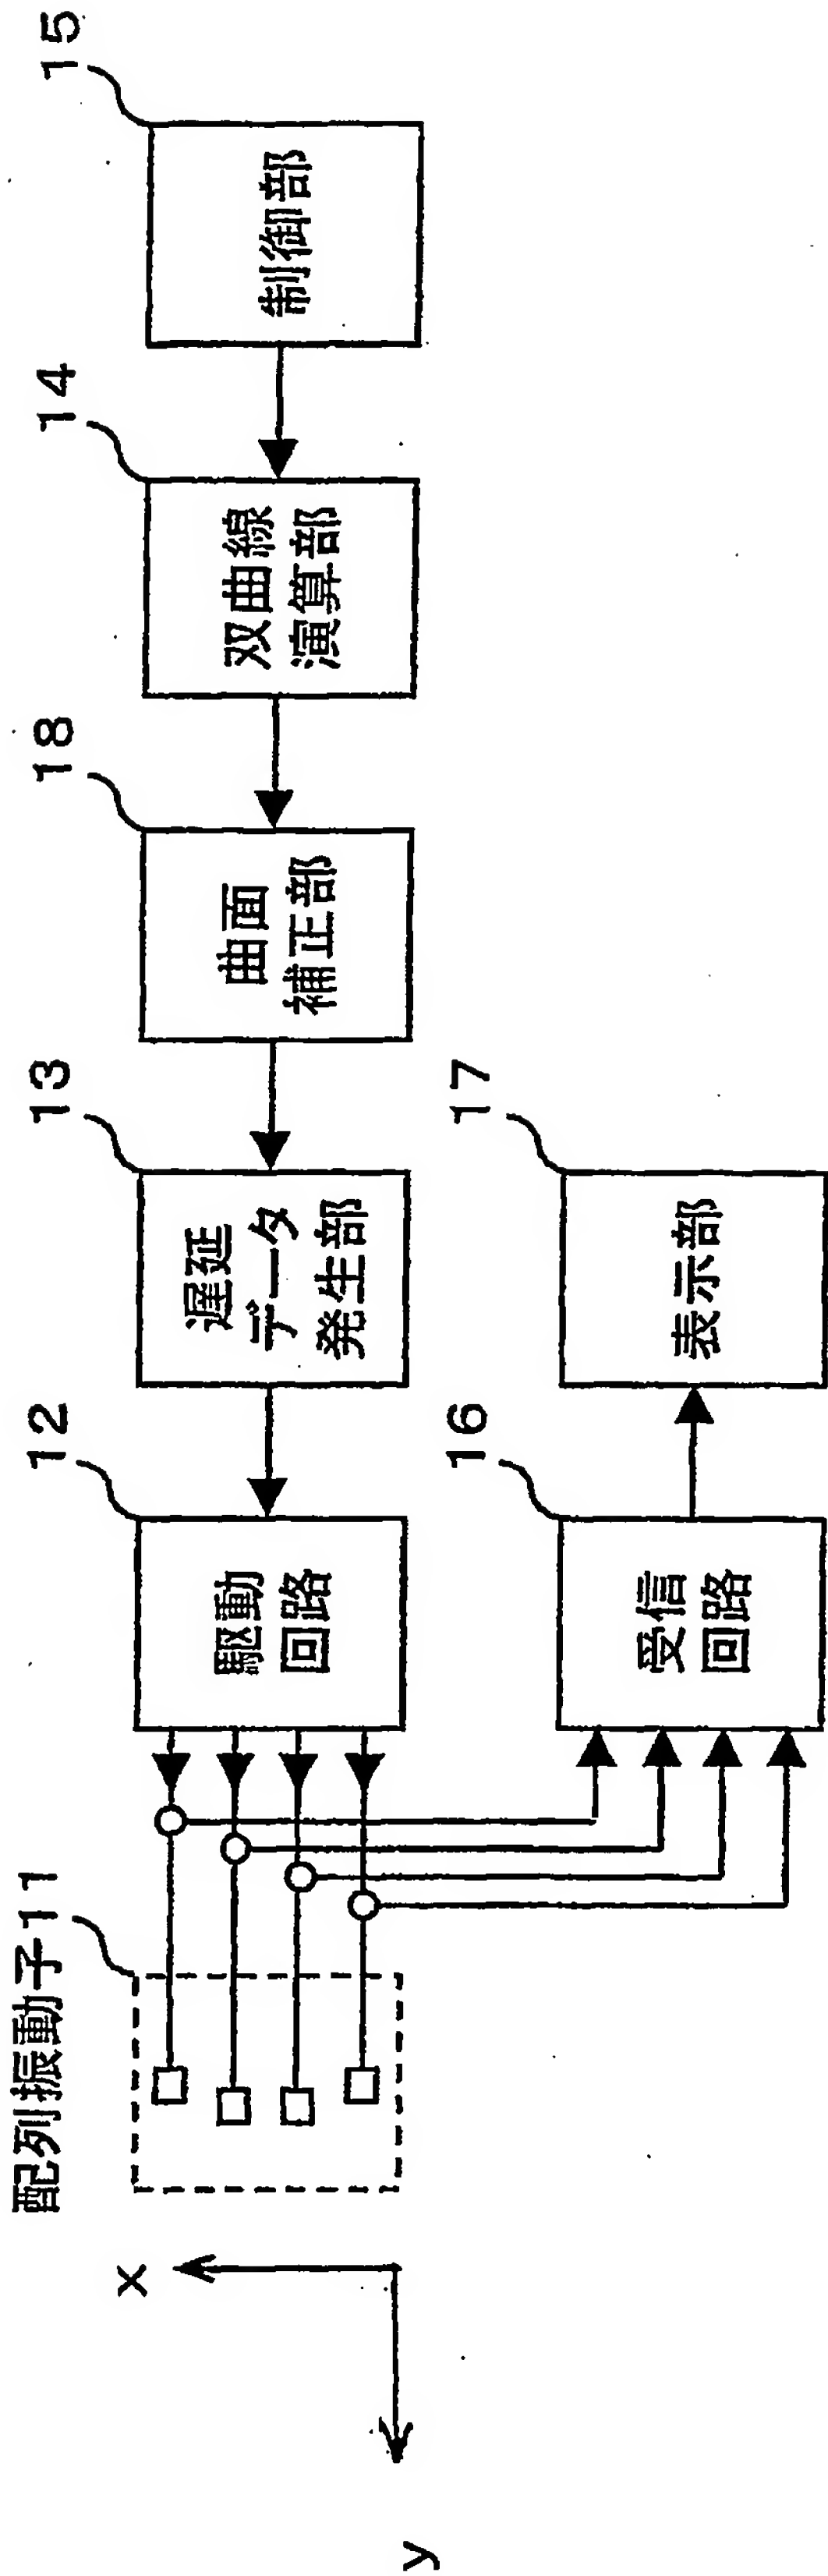 配列振動子11
12
13
18
14
15
駆動
回路
遅延
データ
発生部
曲面
補正部
双曲線
演算部
制御部
16
17
受信
回路
表示部
x
y